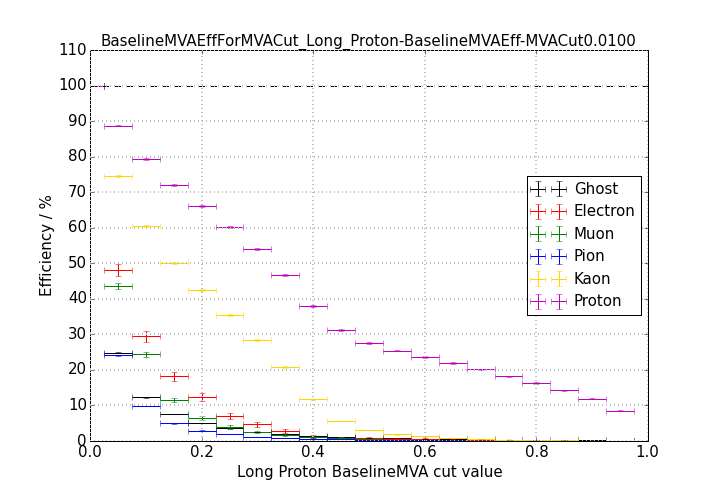 BaselineMVAEffForMVACut_Long_Proton-BaselineMVAEff-MVACut0.0100
110
100
90
80
70
60
50
40
30
20
10
0
Efficiency / %
Ghost
Electron
Muon
Pion
Kaon
Proton
0.0 0.2 0.4 0.6 0.8 1.0
Long Proton BaselineMVA cut value